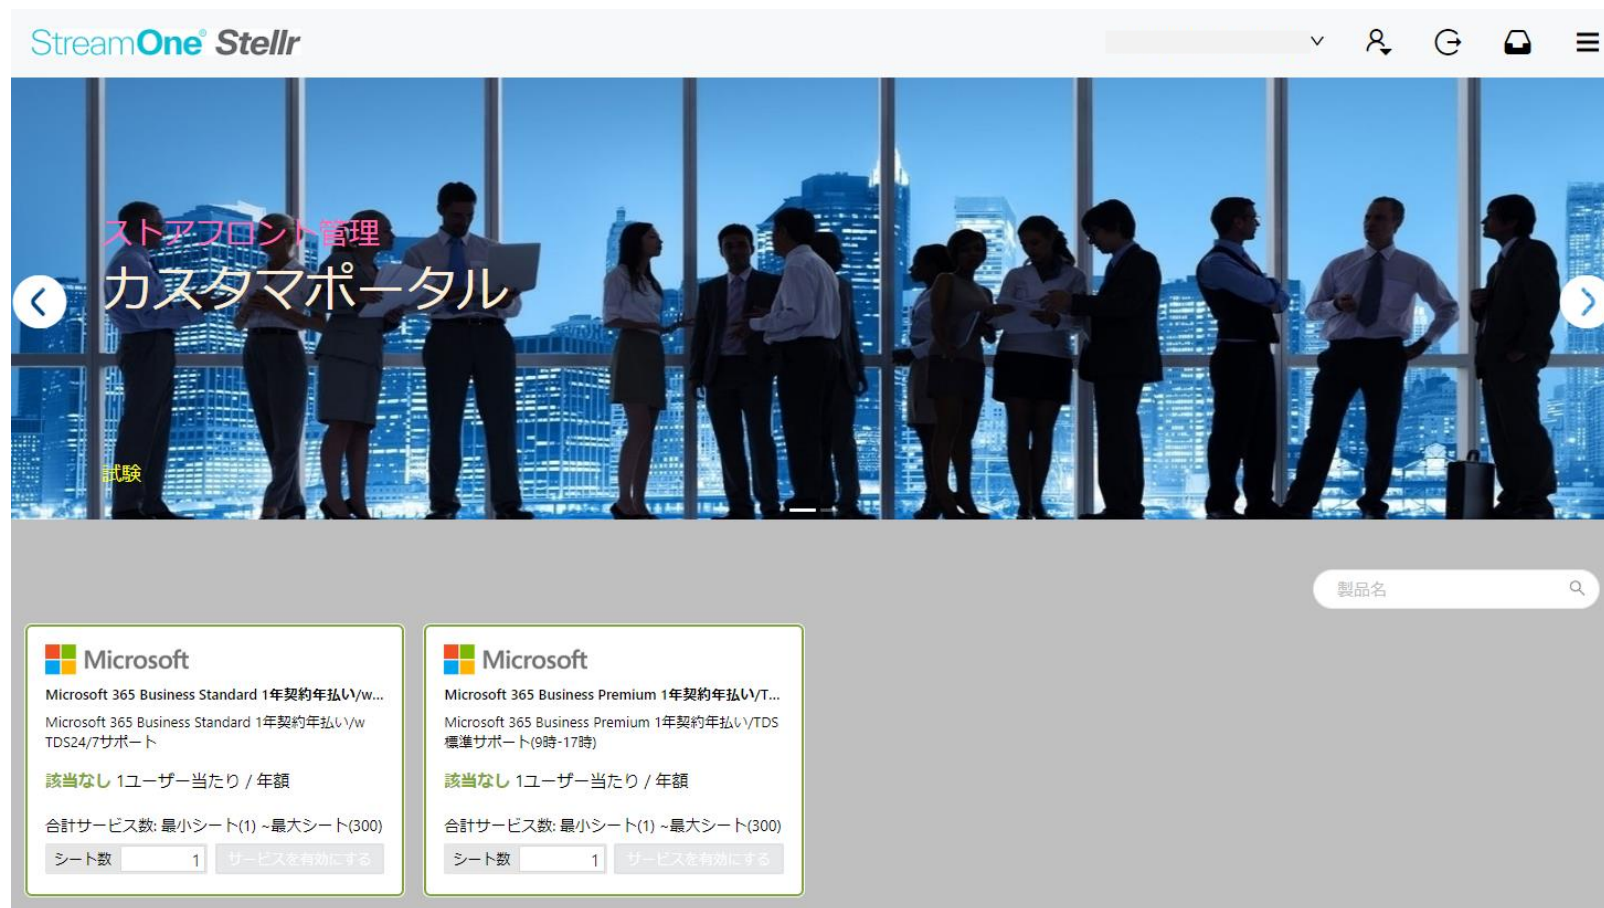 StreamOne® Stellr
ストアフロント管理
カスタマポータル
試験
製品名
Microsoft
Microsoft 365 Business Standard 1年契約年払い/w...
Microsoft 365 Business Standard 1年契約年払い/w
TDS24/7サポート
該当なし 1ユーザー当たり / 年額
合計サービス数: 最小シート(1) ~最大シート(300)
シート数 1 サービスを有効にする
Microsoft
Microsoft 365 Business Premium 1年契約年払い/T...
Microsoft 365 Business Premium 1年契約年払い/TDS
標準サポート(9時-17時)
該当なし 1ユーザー当たり / 年額
合計サービス数: 最小シート(1) ~最大シート(300)
シート数 1 サービスを有効にする